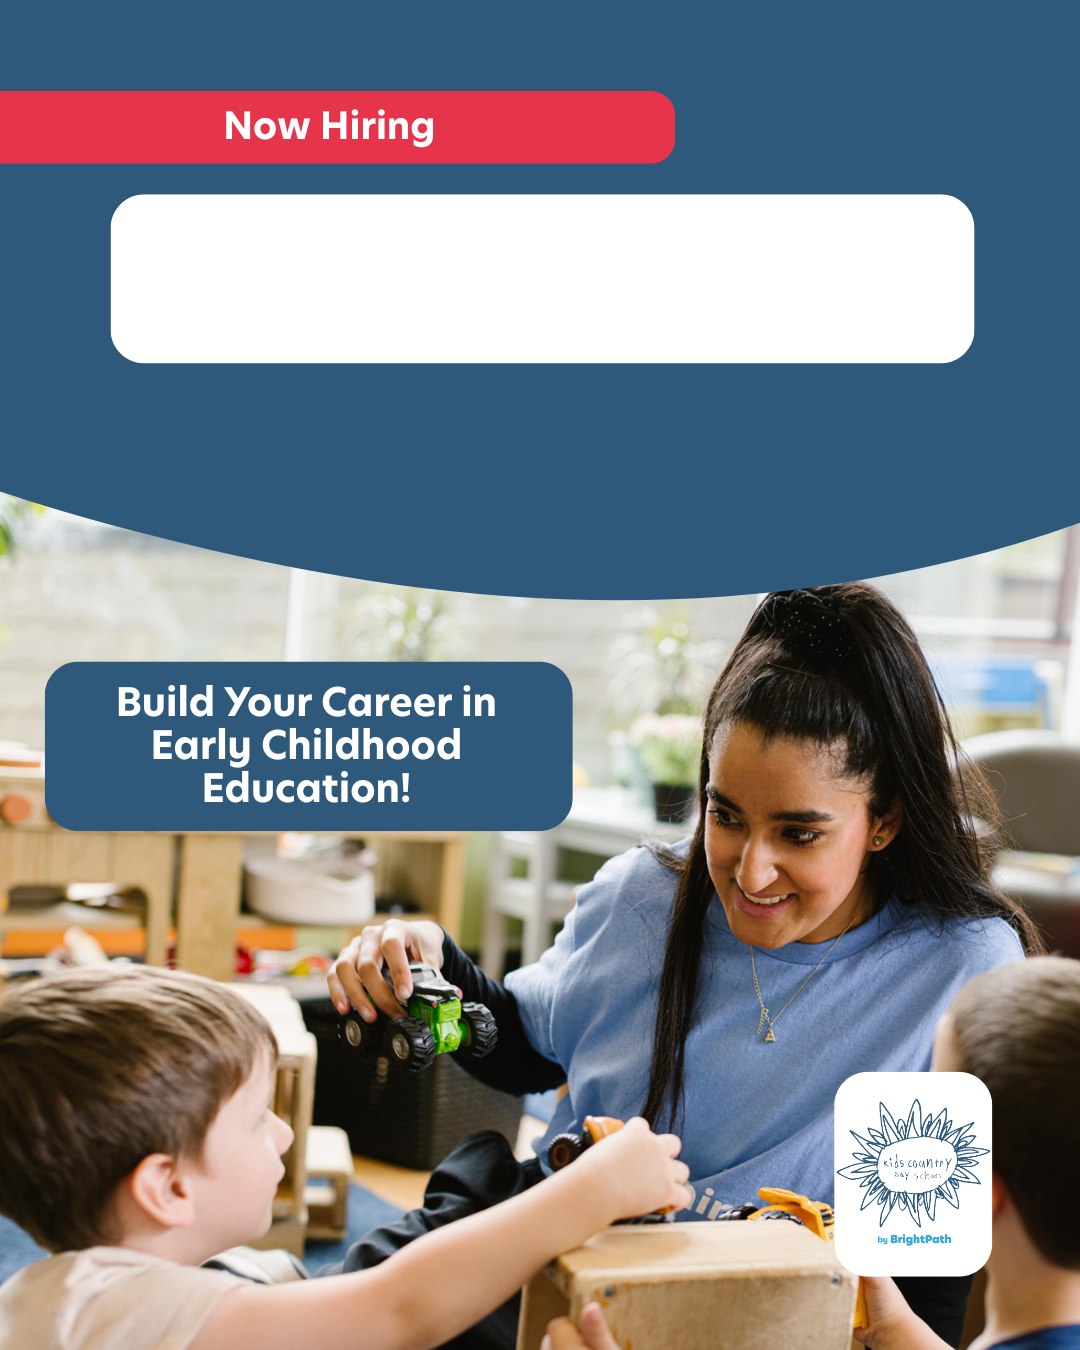 Now Hiring
Build Your Career in
Early Childhood
Education!
kids country
day school
by BrightPath